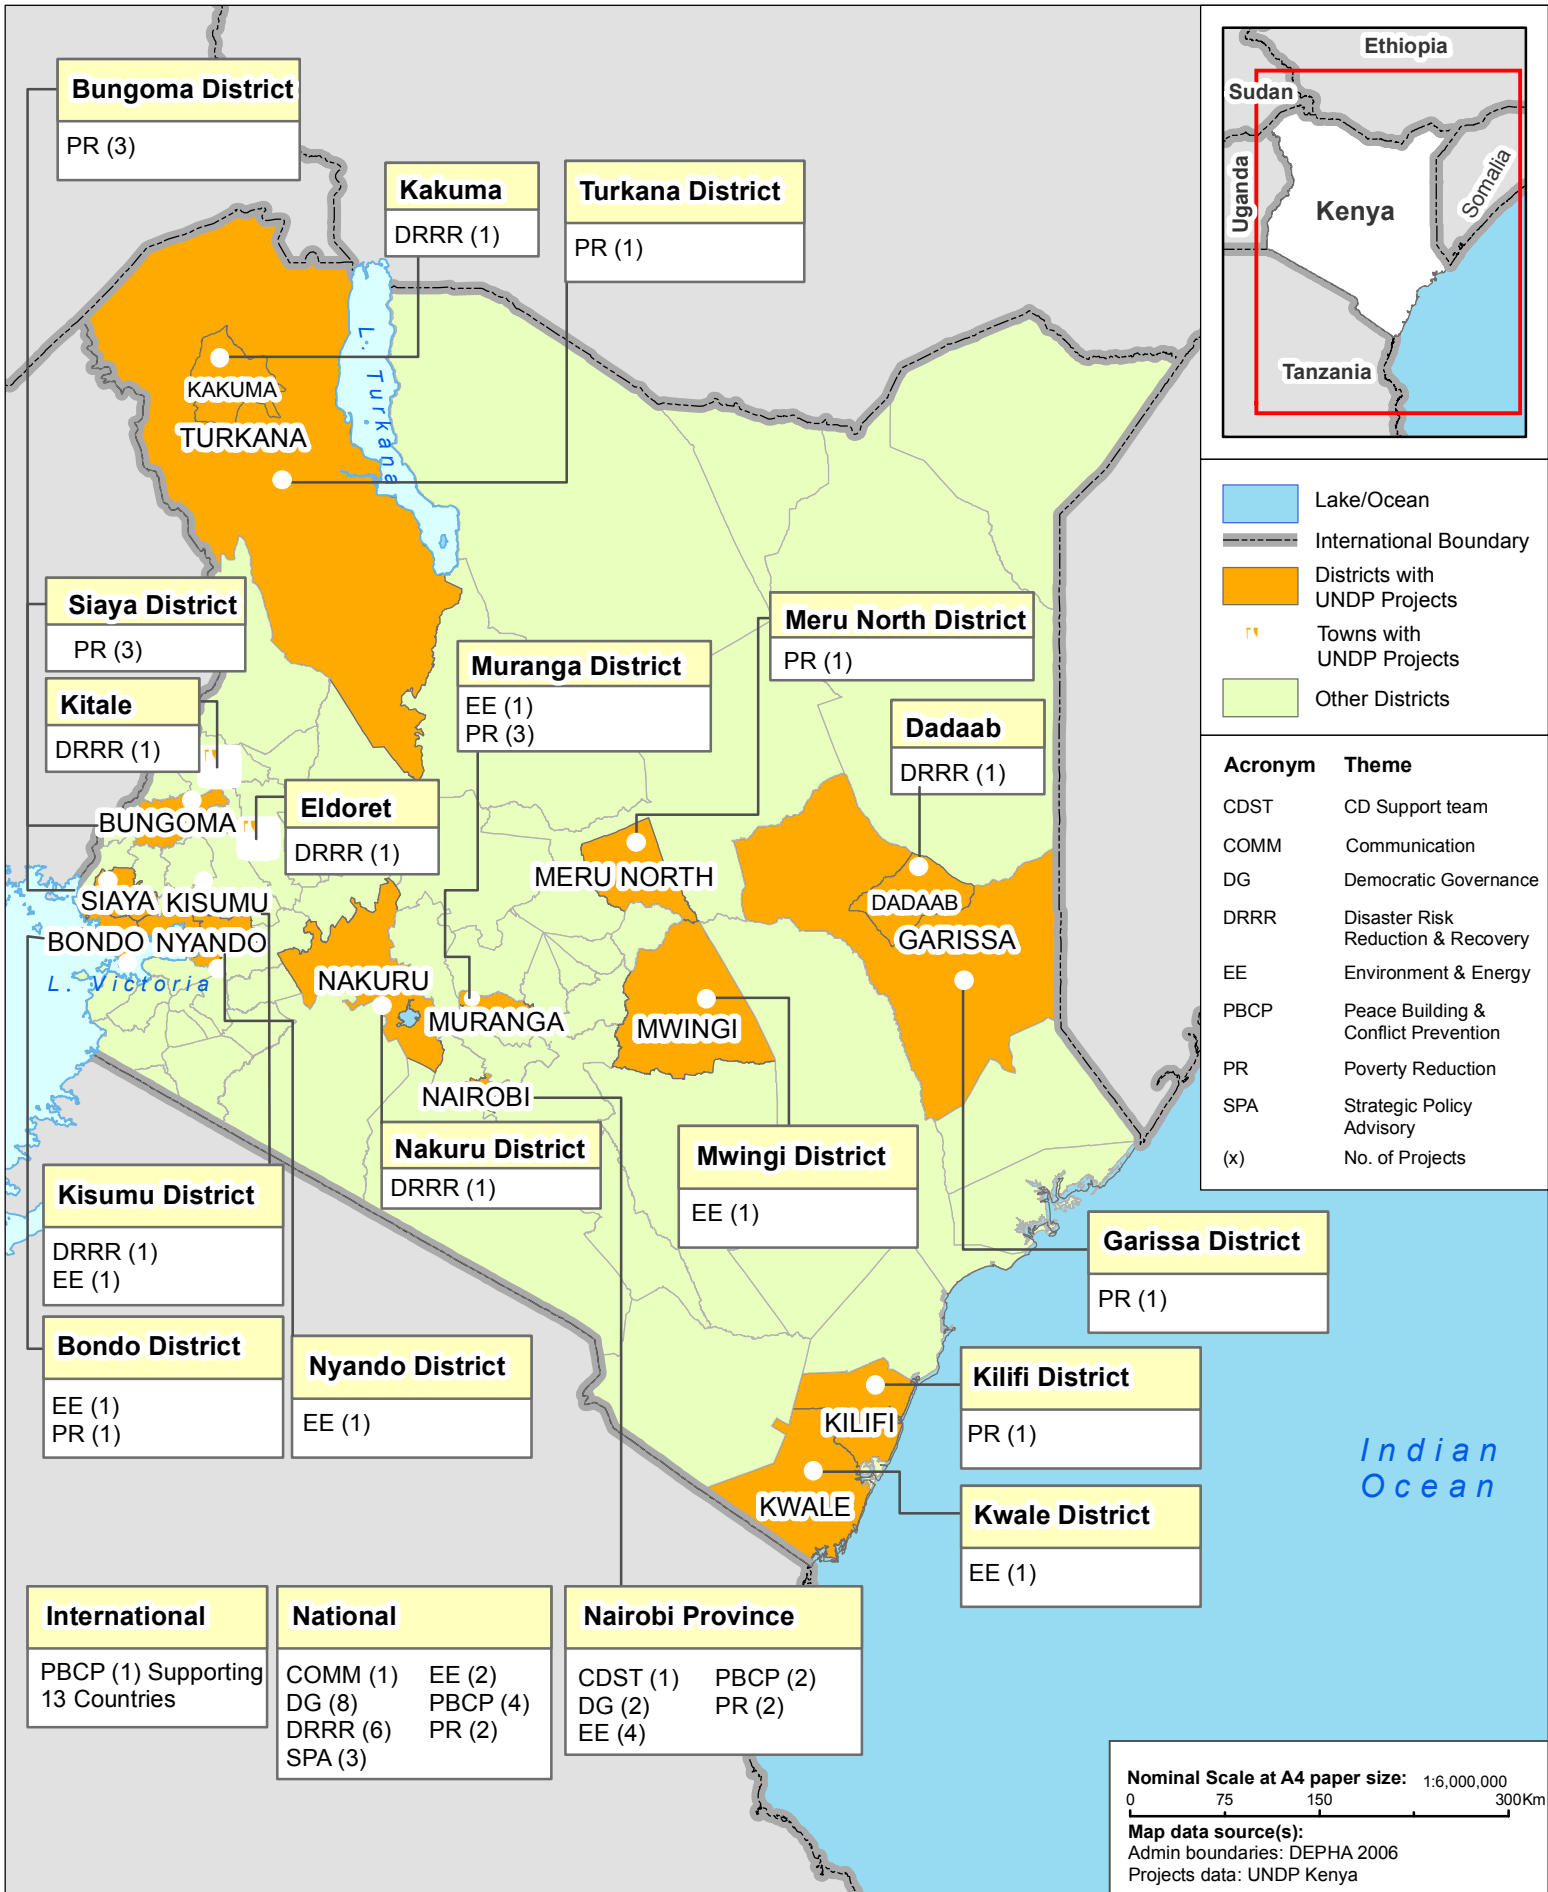 Bungoma District
PR (3)
Kakuma
DRRR (1)
Turkana District
PR (1)
Siaya District
PR (3)
Kitale
DRRR (1)
Muranga District
EE (1)
PR (3)
Meru North District
PR (1)
Dadaab
DRRR (1)
Eldoret
DRRR (1)
KAKUMA
TURKANA
L. Turkana
BUNGOMA
SIAYA
KISUMU
BONDO
NYANDO
L. Victoria
NAKURU
MURANGA
NAIROBI
MERU NORTH
MWINGI
DADAAB
GARISSA
KILIFI
KWALE
Kisumu District
DRRR (1)
EE (1)
Bondo District
EE (1)
PR (1)
Nyando District
EE (1)
Nakuru District
DRRR (1)
Mwingi District
EE (1)
Garissa District
PR (1)
Kilifi District
PR (1)
Kwale District
EE (1)
Indian
Ocean
International
PBCP (1) Supporting
13 Countries
National
COMM (1) EE (2)
DG (8) PBCP (4)
DRRR (6) PR (2)
SPA (3)
Nairobi Province
CDST (1) PBCP (2)
DG (2) PR (2)
EE (4)
Ethiopia
Sudan
Uganda
Kenya
Somalia
Tanzania
Lake/Ocean
International Boundary
Districts with
UNDP Projects
Towns with
UNDP Projects
Other Districts
Acronym Theme
CDST CD Support team
COMM Communication
DG Democratic Governance
DRRR Disaster Risk
Reduction & Recovery
EE Environment & Energy
PBCP Peace Building &
Conflict Prevention
PR Poverty Reduction
SPA Strategic Policy
Advisory
(x) No. of Projects
Nominal Scale at A4 paper size: 1:6,000,000
0 75 150 300Km
Map data source(s):
Admin boundaries: DEPHA 2006
Projects data: UNDP Kenya